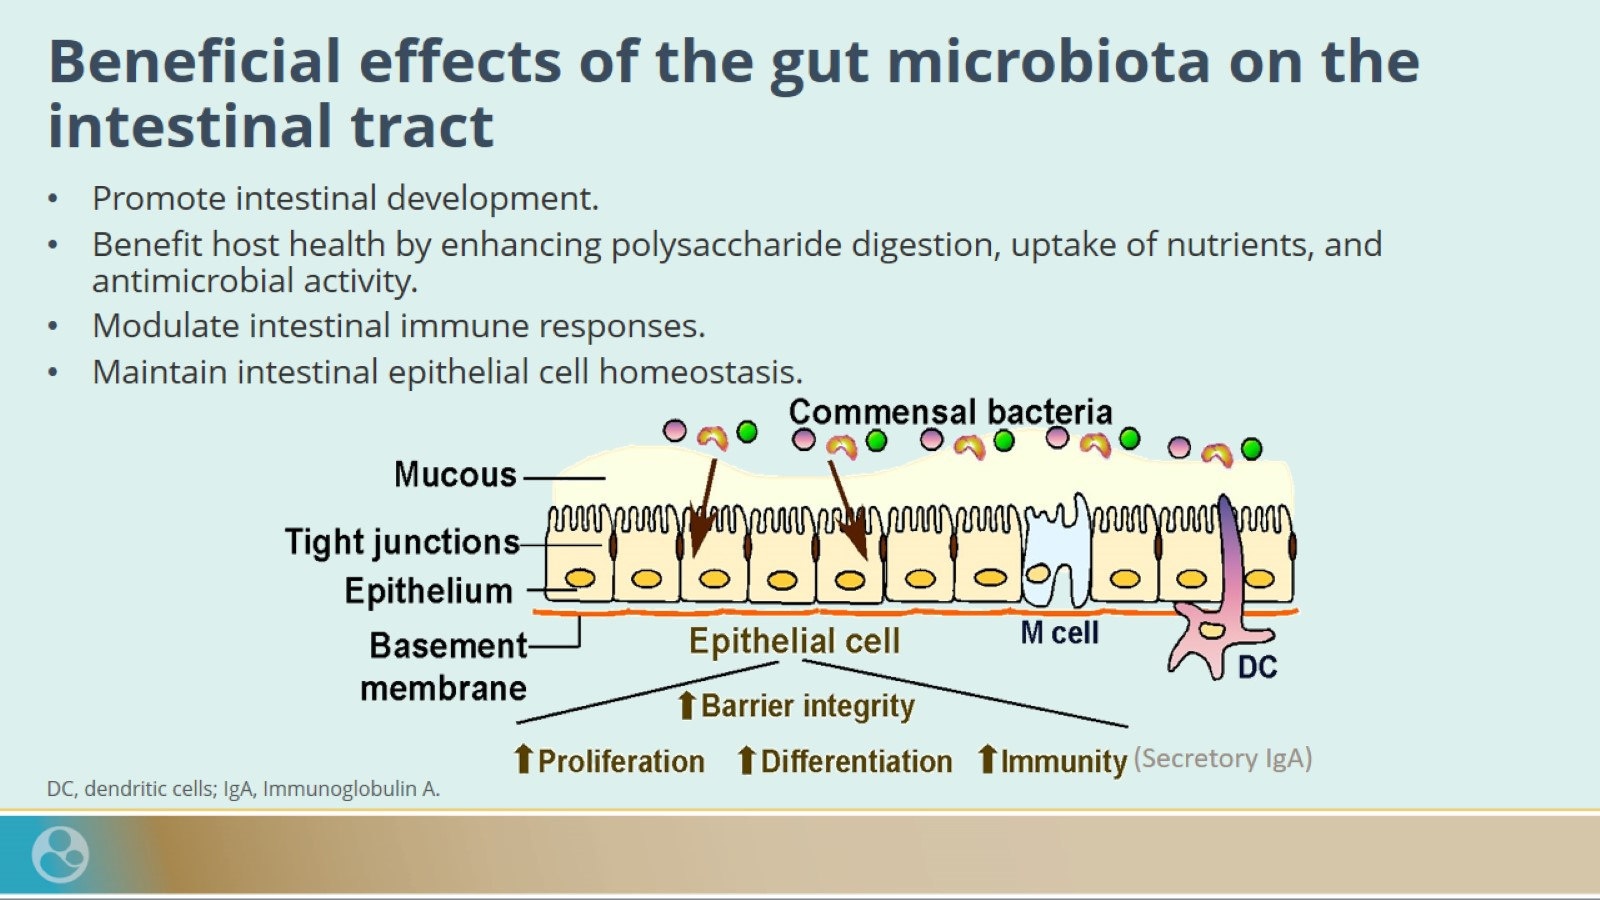 Beneficial effects of the gut microbiota on the
intestinal tract
• Promote intestinal development.
• Benefit host health by enhancing polysaccharide digestion, uptake of nutrients, and
antimicrobial activity.
• Modulate intestinal immune responses.
• Maintain intestinal epithelial cell homeostasis.
Commensal bacteria
Mucous
Tight junctions
Epithelium
Basement
membrane
Epithelial cell
M cell
DC
⬆Barrier integrity
⬆Proliferation ⬆Differentiation ⬆Immunity (Secretory IgA)
DC, dendritic cells; IgA, Immunoglobulin A.